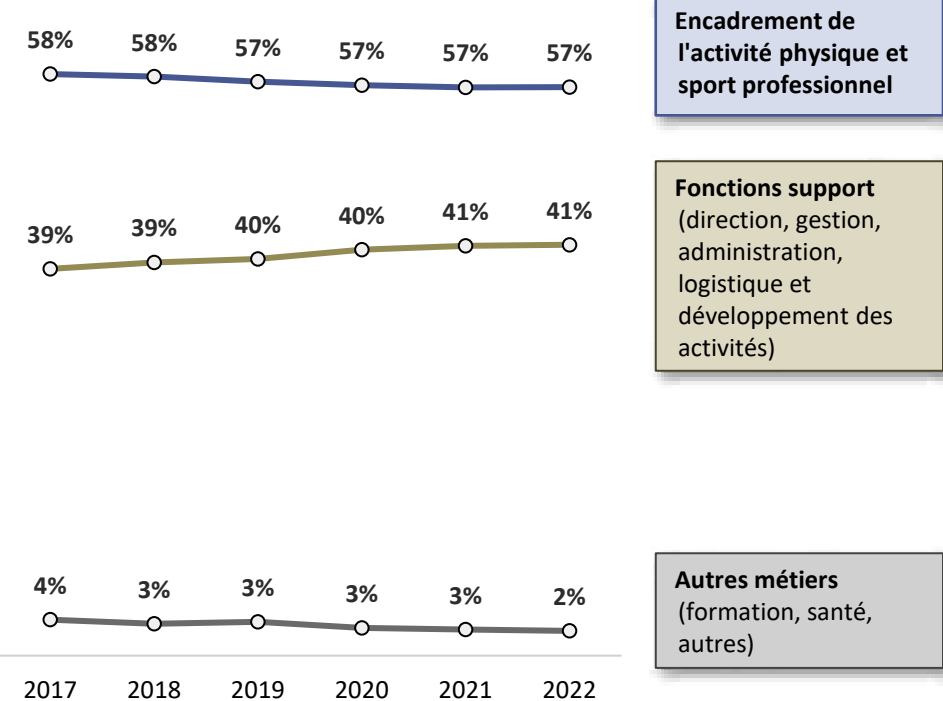 58% 58% 57% 57% 57% 57%
Encadrement de
l'activité physique et
sport professionnel
39% 39% 40% 40% 41% 41%
Fonctions support
(direction, gestion,
administration,
logistique et
développement des
activités)
4% 3% 3% 3% 3% 2%
Autres métiers
(formation, santé,
autres)
2017 2018 2019 2020 2021 2022